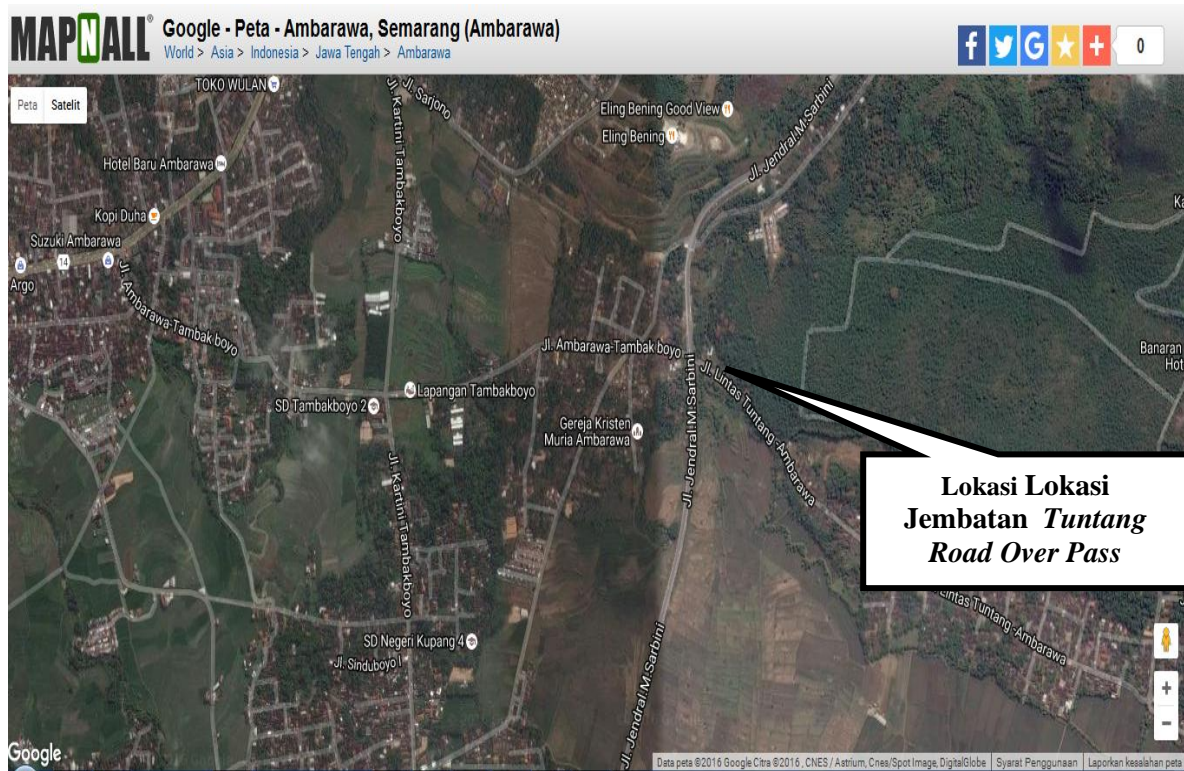 MAPNALL®
Google - Peta - Ambarawa, Semarang (Ambarawa)
World > Asia > Indonesia > Jawa Tengah > Ambarawa
0
Peta Satelit
TOKO WULAN
Jl. Sarjono
Jl. Kartini Tambakboyo
Eling Bening Good View
Eling Bening
Jl. Jendral M. Sarbini
Hotel Baru Ambarawa
Kopi Duha
Suzuki Ambarawa
14
Argo
Jl. Ambarawa-Tambak boyo
Jl. Ambarawa-Tambak boyo
Banaran
Hot
Lapangan Tambakboyo
SD Tambakboyo 2
Jl. Lintas Tuntang -Ambarawa
Jl. Jendral M. Sarbini
Gereja Kristen
Muria Ambarawa
Jl. Kartini Tambakboyo
Lokasi Lokasi
Jembatan Tuntang
Road Over Pass
Lintas Tuntang -Ambarawa
SD Negeri Kupang 4
Jl. Sinduboyo I
Jl. Jendral M. Sarbini
+
−
Google
Data peta ©2016 Google Citra ©2016 , CNES / Astrium, Cnes/Spot Image, DigitalGlobe
Syarat Penggunaan
Laporkan kesalahan peta